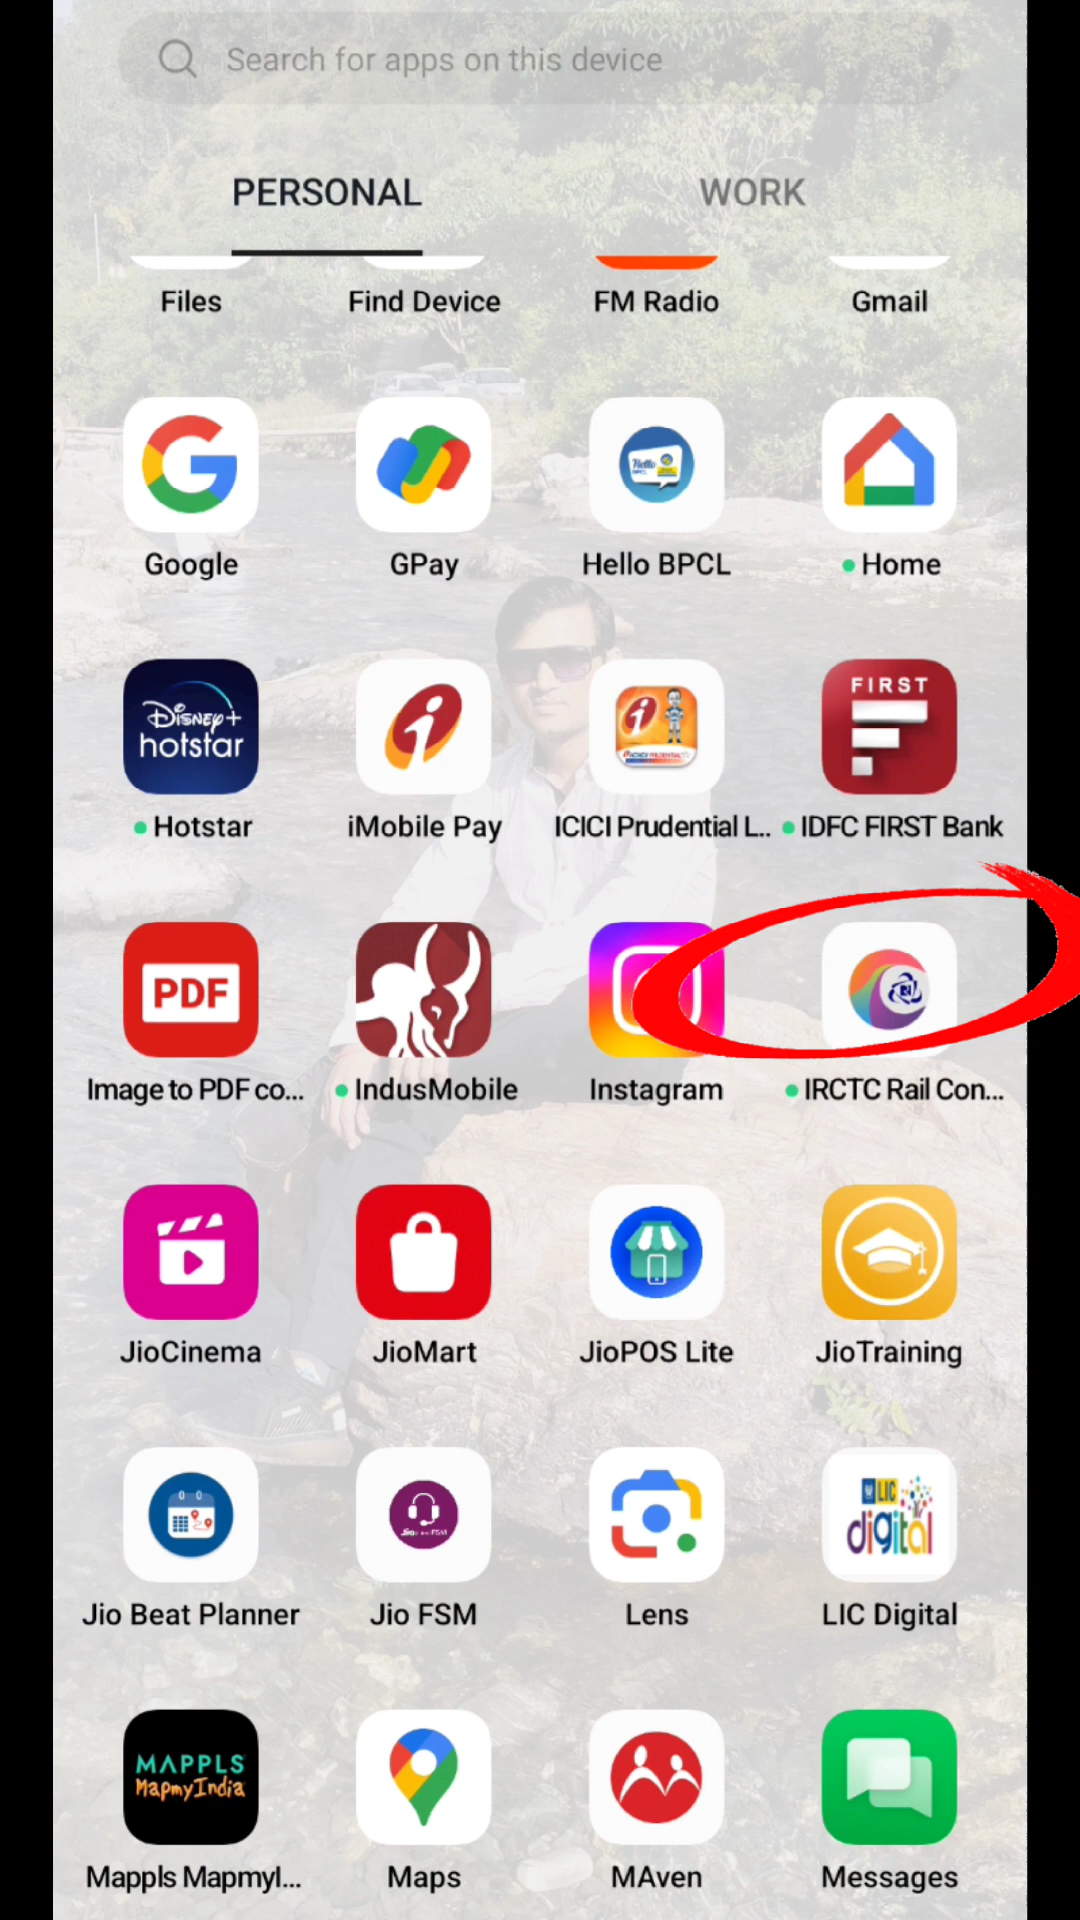 Search for apps on this device
PERSONAL WORK
Files Find Device FM Radio Gmail
Hello BPCL
Google GPay Hello BPCL Home
Disney+ hotstar
FIRST
Hotstar iMobile Pay ICICI Prudential L.. IDFC FIRST Bank
PDF
Image to PDF co... IndusMobile Instagram IRCTC Rail Con...
JioCinema JioMart JioPOS Lite JioTraining
LIC
digital
Jio Beat Planner Jio FSM Lens LIC Digital
MAPPLS
MapmyIndia
Mappls MapmyI... Maps MAven Messages